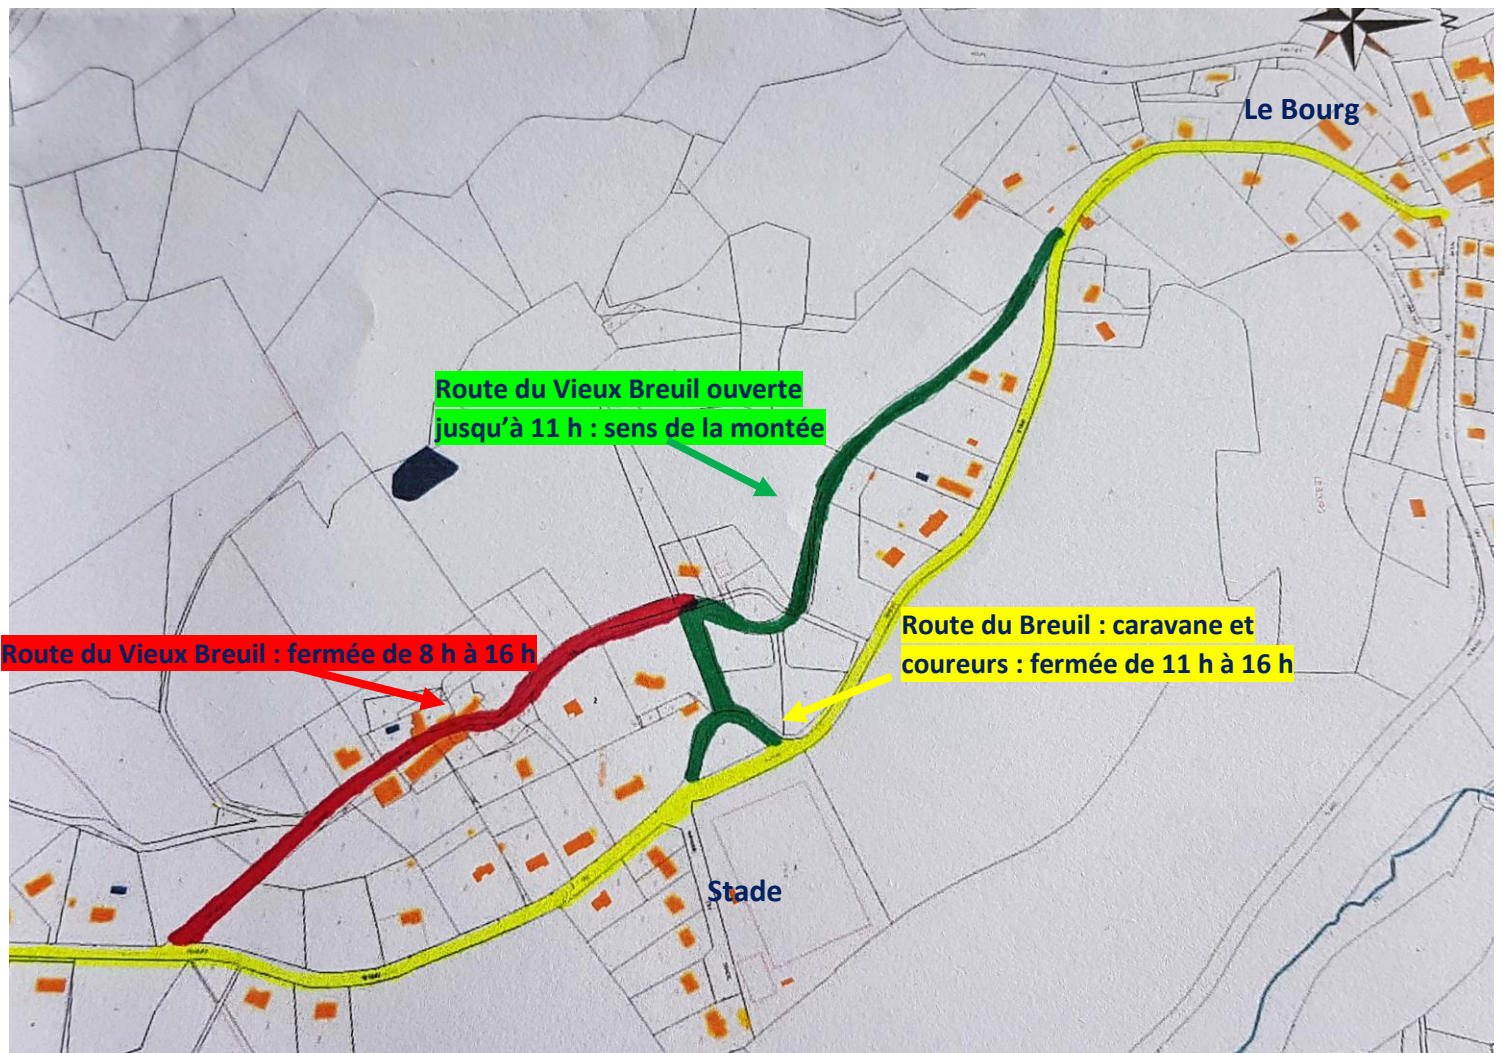 Le Bourg
Route du Vieux Breuil ouverte
jusqu'à 11 h : sens de la montée
Route du Breuil : caravane et
coureurs : fermée de 11 h à 16 h
Route du Vieux Breuil : fermée de 8 h à 16 h
Stade